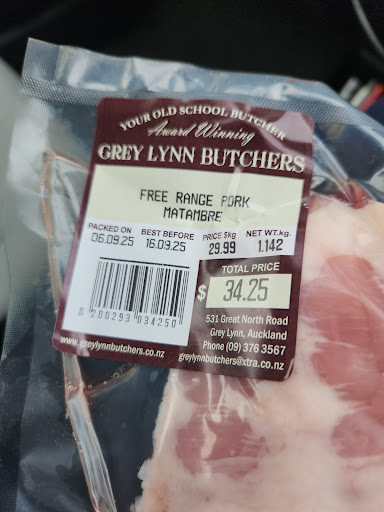 YOUR OLD SCHOOL BUTCHER
Award Winning
GREY LYNN BUTCHERS
FREE RANGE PORK
MATAMBRE
PACKED ON BEST BEFORE PRICE $kg NET WT.kg.
06.09.25 16.09.25 29.99 1.142
TOTAL PRICE
$ 34.25
0 200293 034250
531 Great North Road
Grey Lynn, Auckland
Phone (09) 376 3567
www.greylynnbutchers.co.nz greylynnbutchers@xtra.co.nz